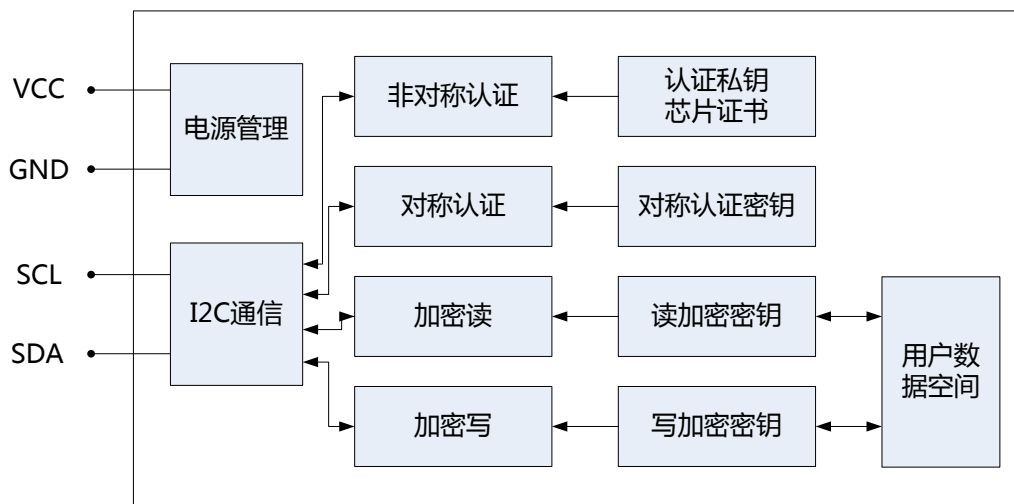 VCC
GND
SCL
SDA
电源管理
I2C通信
非对称认证
认证私钥
芯片证书
对称认证
对称认证密钥
加密读
读加密密钥
加密写
写加密密钥
用户数
据空间